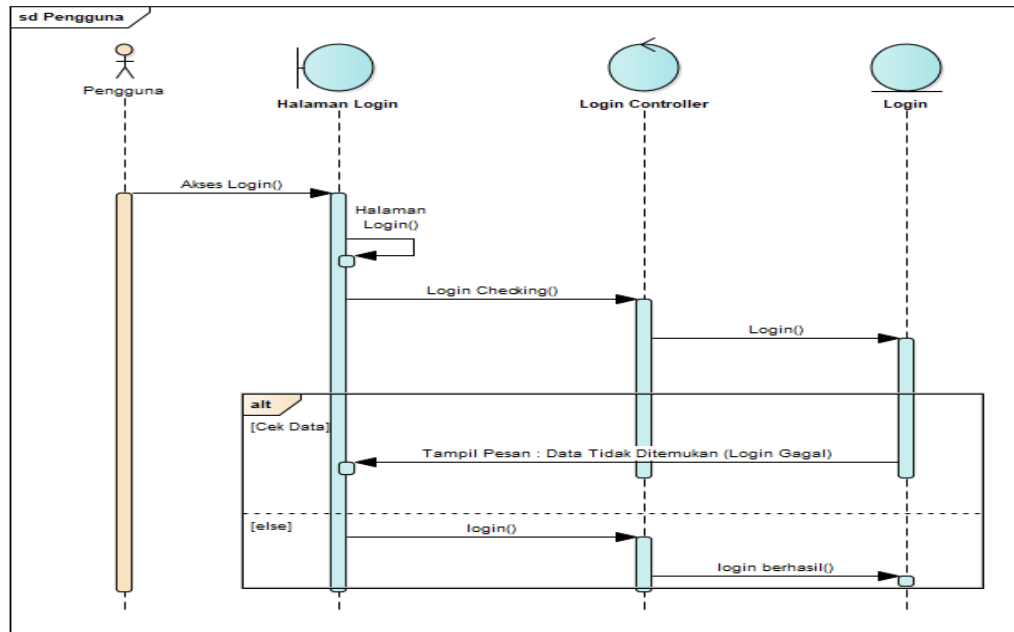 sd Pengguna
Pengguna
Halaman Login
Login Controller
Login
Akses Login()
Halaman
Login()
Login Checking()
Login()
alt
[Cek Data]
Tampil Pesan : Data Tidak Ditemukan (Login Gagal)
[else]
login()
login berhasil()